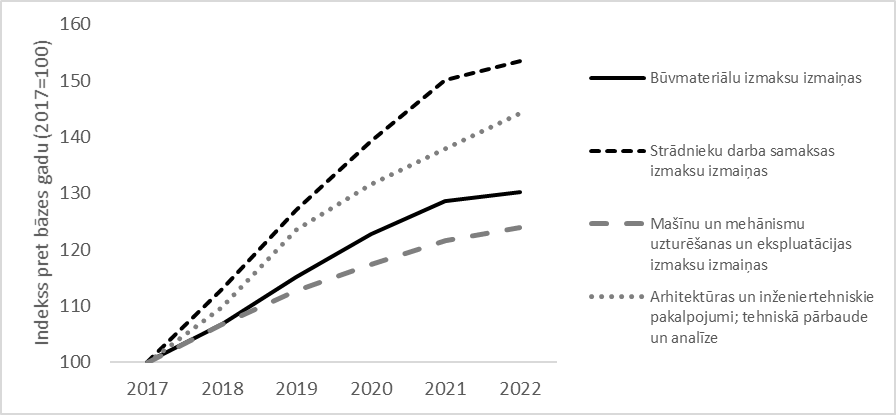 Indekss pret bāzes gadu (2017=100)
160
150
140
130
120
110
100
2017 2018 2019 2020 2021 2022
Būvmateriālu izmaksu izmaiņas
Strādnieku darba samaksas
izmaksu izmaiņas
Mašīnu un mehānismu
uzturēšanas un ekspluatācijas
izmaksu izmaiņas
Arhitektūras un inženiertehniskie
pakalpojumi; tehniskā pārbaude
un analīze